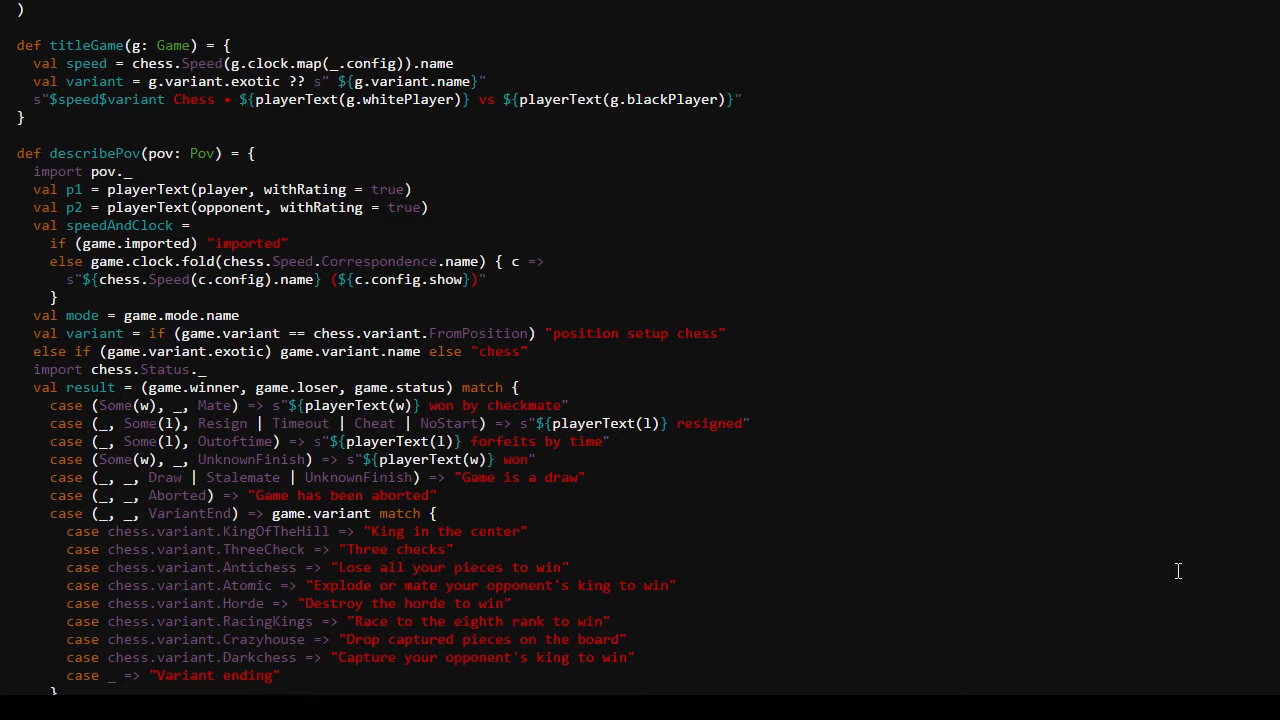 )
def titleGame(g: Game) = {
  val speed = chess.Speed(g.clock.map(_.config)).name
  val variant = g.variant.exotic ?? s" ${g.variant.name}"
  s"$speed$variant Chess • ${playerText(g.whitePlayer)} vs ${playerText(g.blackPlayer)}"
}
def describePov(pov: Pov) = {
  import pov._
  val p1 = playerText(player, withRating = true)
  val p2 = playerText(opponent, withRating = true)
  val speedAndClock =
    if (game.imported) "imported"
    else game.clock.fold(chess.Speed.Correspondence.name) { c =>
      s"${chess.Speed(c.config).name} (${c.config.show})"
    }
  val mode = game.mode.name
  val variant = if (game.variant == chess.variant.FromPosition) "position setup chess"
  else if (game.variant.exotic) game.variant.name else "chess"
  import chess.Status._
  val result = (game.winner, game.loser, game.status) match {
    case (Some(w), _, Mate) => s"${playerText(w)} won by checkmate"
    case (_, Some(l), Resign | Timeout | Cheat | NoStart) => s"${playerText(l)} resigned"
    case (_, Some(l), Outoftime) => s"${playerText(l)} forfeits by time"
    case (Some(w), _, UnknownFinish) => s"${playerText(w)} won"
    case (_, _, Draw | Stalemate | UnknownFinish) => "Game is a draw"
    case (_, _, Aborted) => "Game has been aborted"
    case (_, _, VariantEnd) => game.variant match {
      case chess.variant.KingOfTheHill => "King in the center"
      case chess.variant.ThreeCheck => "Three checks"
      case chess.variant.Antichess => "Lose all your pieces to win"
      case chess.variant.Atomic => "Explode or mate your opponent's king to win"
      case chess.variant.Horde => "Destroy the horde to win"
      case chess.variant.RacingKings => "Race to the eighth rank to win"
      case chess.variant.Crazyhouse => "Drop captured pieces on the board"
      case chess.variant.Darkchess => "Capture your opponent's king to win"
      case _ => "Variant ending"
    }